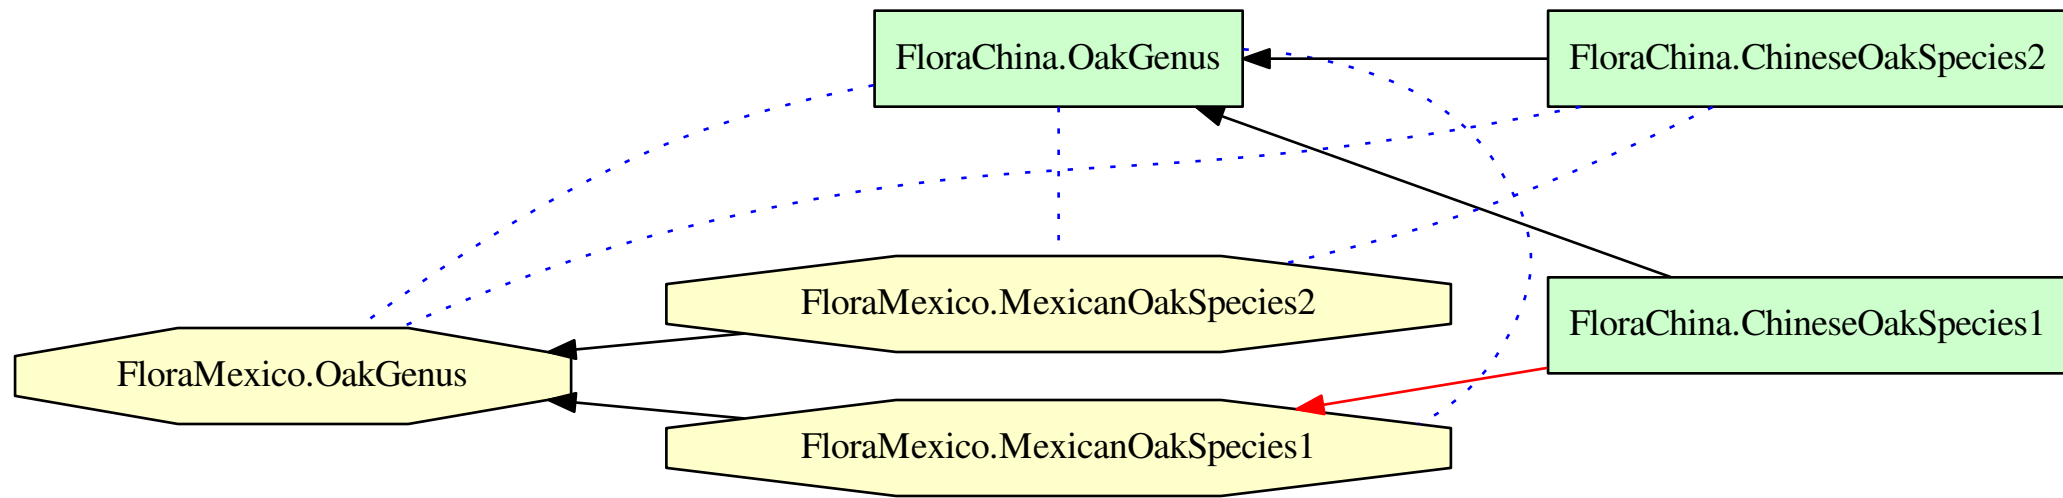 FloraChina.OakGenus
FloraChina.ChineseOakSpecies2
FloraMexico.MexicanOakSpecies2
FloraChina.ChineseOakSpecies1
FloraMexico.OakGenus
FloraMexico.MexicanOakSpecies1